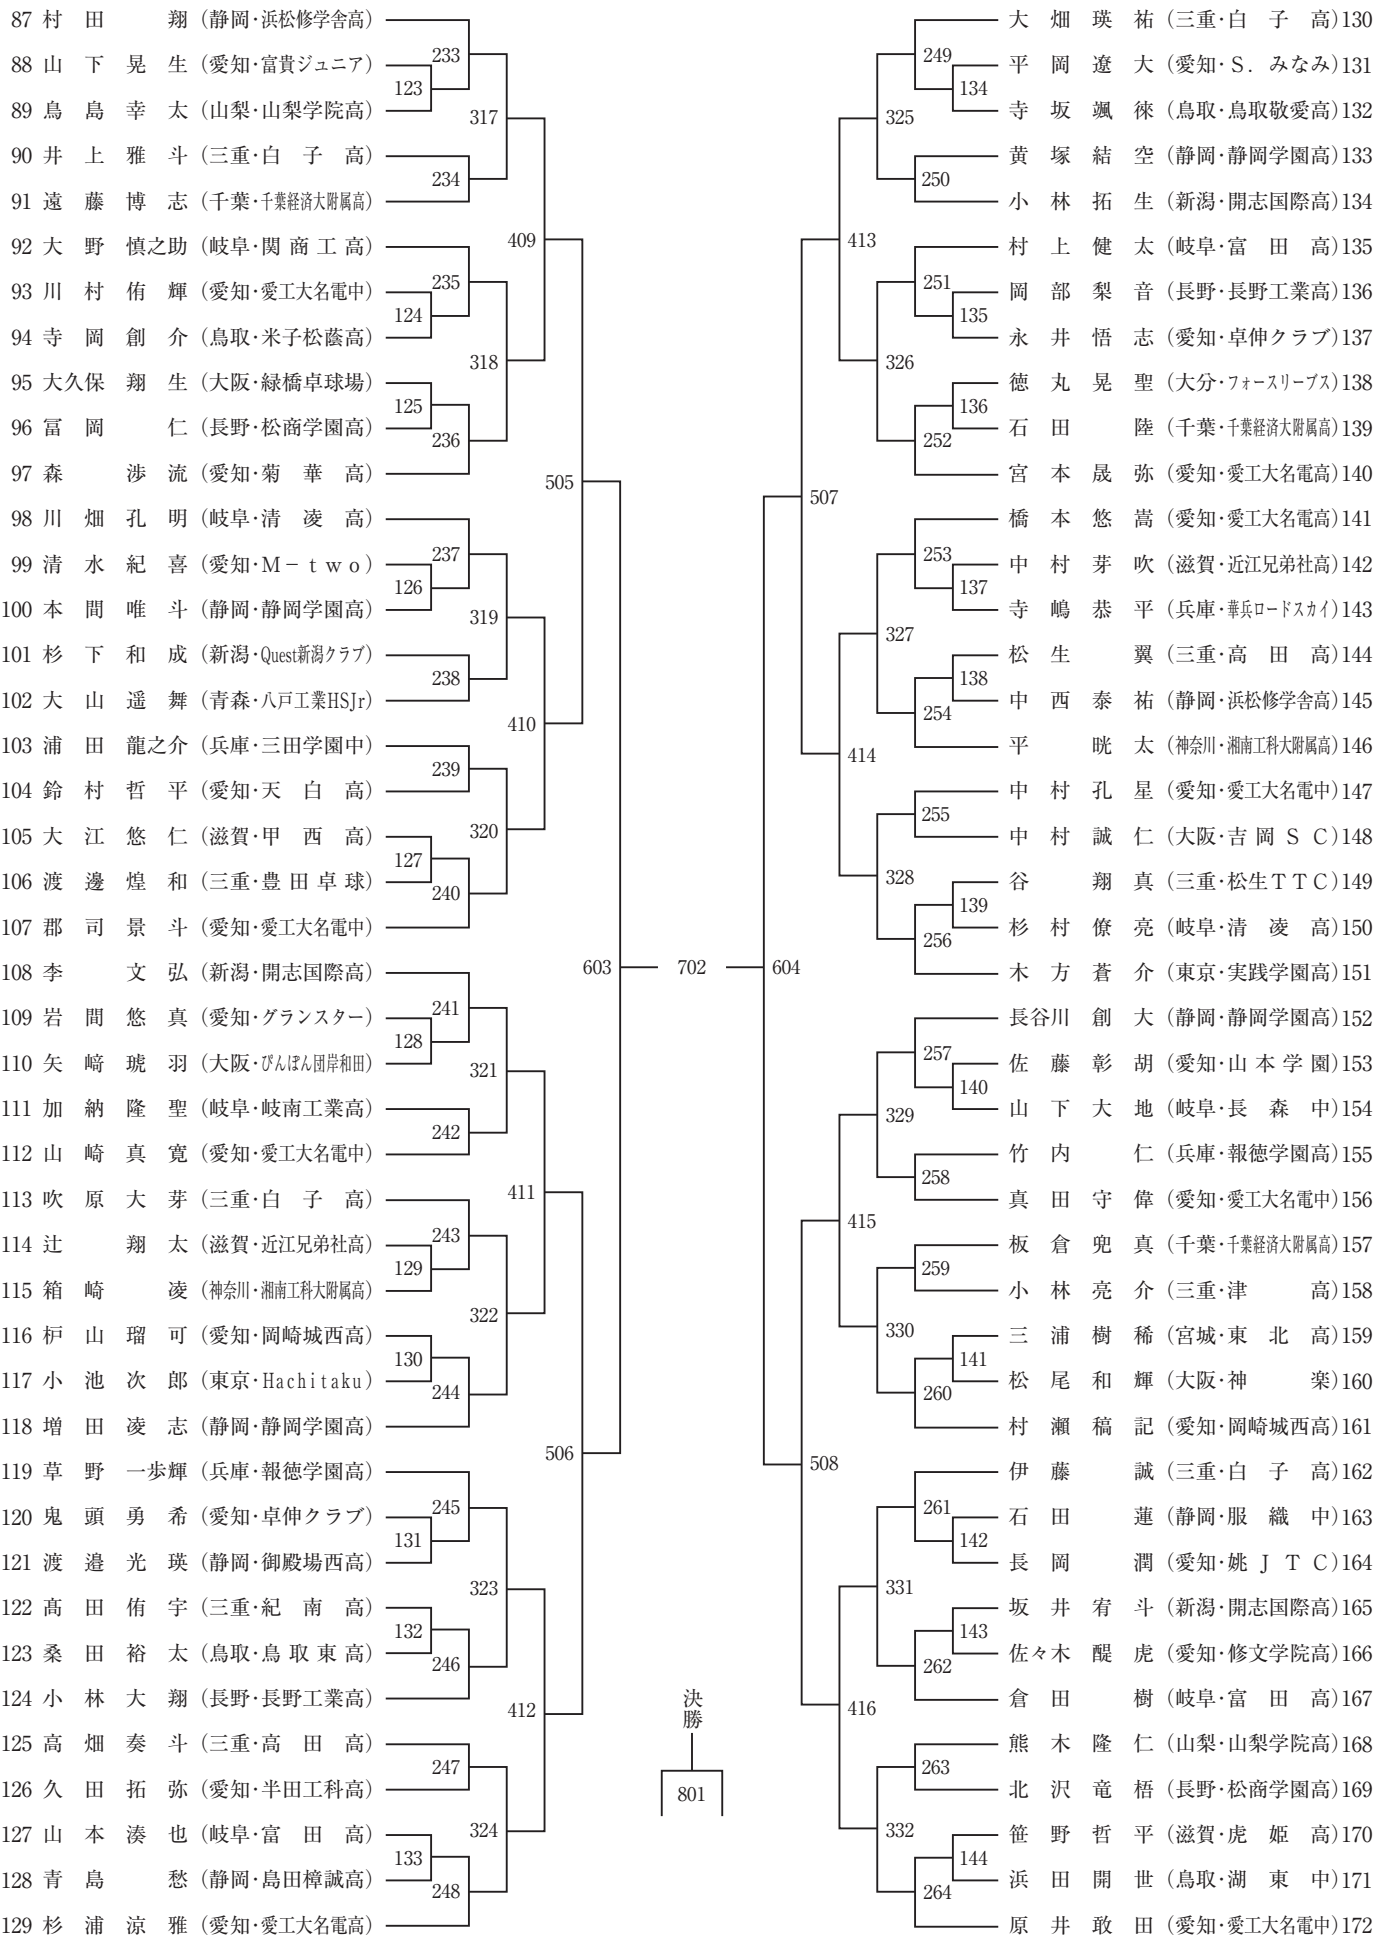 87 村田 翔 (静岡・浜松修学舎高)
88 山下晃生 (愛知・富貴ジュニア)
89 鳥島幸太 (山梨・山梨学院高)
90 井上雅斗 (三重・白子高)
91 遠藤博志 (千葉・千葉経済大附属高)
92 大野慎之助 (岐阜・関商工高)
93 川村侑輝 (愛知・愛工大名電中)
94 寺岡創介 (鳥取・米子松蔭高)
95 大久保翔生 (大阪・緑橋卓球場)
96 冨岡 仁 (長野・松商学園高)
97 森 渉流 (愛知・菊華高)
98 川畑孔明 (岐阜・清凌高)
99 清水紀喜 (愛知・M－two)
100 本間唯斗 (静岡・静岡学園高)
101 杉下和成 (新潟・Quest新潟クラブ)
102 大山遥舞 (青森・八戸工業HSJr)
103 浦田龍之介 (兵庫・三田学園中)
104 鈴村哲平 (愛知・天白高)
105 大江悠仁 (滋賀・甲西高)
106 渡邊煌和 (三重・豊田卓球)
107 郡司景斗 (愛知・愛工大名電中)
108 李 文弘 (新潟・開志国際高)
109 岩間悠真 (愛知・グランスター)
110 矢﨑琥羽 (大阪・ぴんぽん団岸和田)
111 加納隆聖 (岐阜・岐南工業高)
112 山崎真寛 (愛知・愛工大名電中)
113 吹原大芽 (三重・白子高)
114 辻 翔太 (滋賀・近江兄弟社高)
115 箱崎 凌 (神奈川・湘南工科大附属高)
116 枦山瑠可 (愛知・岡崎城西高)
117 小池次郎 (東京・Hachitaku)
118 増田凌志 (静岡・静岡学園高)
119 草野一歩輝 (兵庫・報徳学園高)
120 鬼頭勇希 (愛知・卓伸クラブ)
121 渡邉光瑛 (静岡・御殿場西高)
122 髙田侑宇 (三重・紀南高)
123 桑田裕太 (鳥取・鳥取東高)
124 小林大翔 (長野・長野工業高)
125 高畑奏斗 (三重・高田高)
126 久田拓弥 (愛知・半田工科高)
127 山本湊也 (岐阜・富田高)
128 青島 愁 (静岡・島田樟誠高)
129 杉浦涼雅 (愛知・愛工大名電高)
123
124
125
126
127
128
129
130
131
132
133
233
234
235
236
237
238
239
240
241
242
243
244
245
246
247
248
317
318
319
320
321
322
323
324
409
410
411
412
505
506
603
702
604
決勝
801
507
508
413
414
415
416
325
326
327
328
329
330
331
332
249
250
251
252
253
254
255
256
257
258
259
260
261
262
263
264
134
135
136
137
138
139
140
141
142
143
144
大畑瑛祐 (三重・白子高)130
平岡遼大 (愛知・S．みなみ)131
寺坂颯徠 (鳥取・鳥取敬愛高)132
黄塚結空 (静岡・静岡学園高)133
小林拓生 (新潟・開志国際高)134
村上健太 (岐阜・富田高)135
岡部梨音 (長野・長野工業高)136
永井悟志 (愛知・卓伸クラブ)137
徳丸晃聖 (大分・フォースリーブス)138
石田 陸 (千葉・千葉経済大附属高)139
宮本晟弥 (愛知・愛工大名電高)140
橋本悠嵩 (愛知・愛工大名電高)141
中村芽吹 (滋賀・近江兄弟社高)142
寺嶋恭平 (兵庫・華兵ロードスカイ)143
松生 翼 (三重・高田高)144
中西泰祐 (静岡・浜松修学舎高)145
平 晄太 (神奈川・湘南工科大附属高)146
中村孔星 (愛知・愛工大名電中)147
中村誠仁 (大阪・吉岡SC)148
谷 翔真 (三重・松生TTC)149
杉村僚亮 (岐阜・清凌高)150
木方蒼介 (東京・実践学園高)151
長谷川創大 (静岡・静岡学園高)152
佐藤彰胡 (愛知・山本学園)153
山下大地 (岐阜・長森中)154
竹内 仁 (兵庫・報徳学園高)155
真田守偉 (愛知・愛工大名電中)156
板倉兜真 (千葉・千葉経済大附属高)157
小林亮介 (三重・津高)158
三浦樹稀 (宮城・東北高)159
松尾和輝 (大阪・神楽)160
村瀬稿記 (愛知・岡崎城西高)161
伊藤 誠 (三重・白子高)162
石田 蓮 (静岡・服織中)163
長岡 潤 (愛知・姚JTC)164
坂井宥斗 (新潟・開志国際高)165
佐々木醍虎 (愛知・修文学院高)166
倉田 樹 (岐阜・富田高)167
熊木隆仁 (山梨・山梨学院高)168
北沢竜梧 (長野・松商学園高)169
笹野哲平 (滋賀・虎姫高)170
浜田開世 (鳥取・湖東中)171
原井敢田 (愛知・愛工大名電中)172